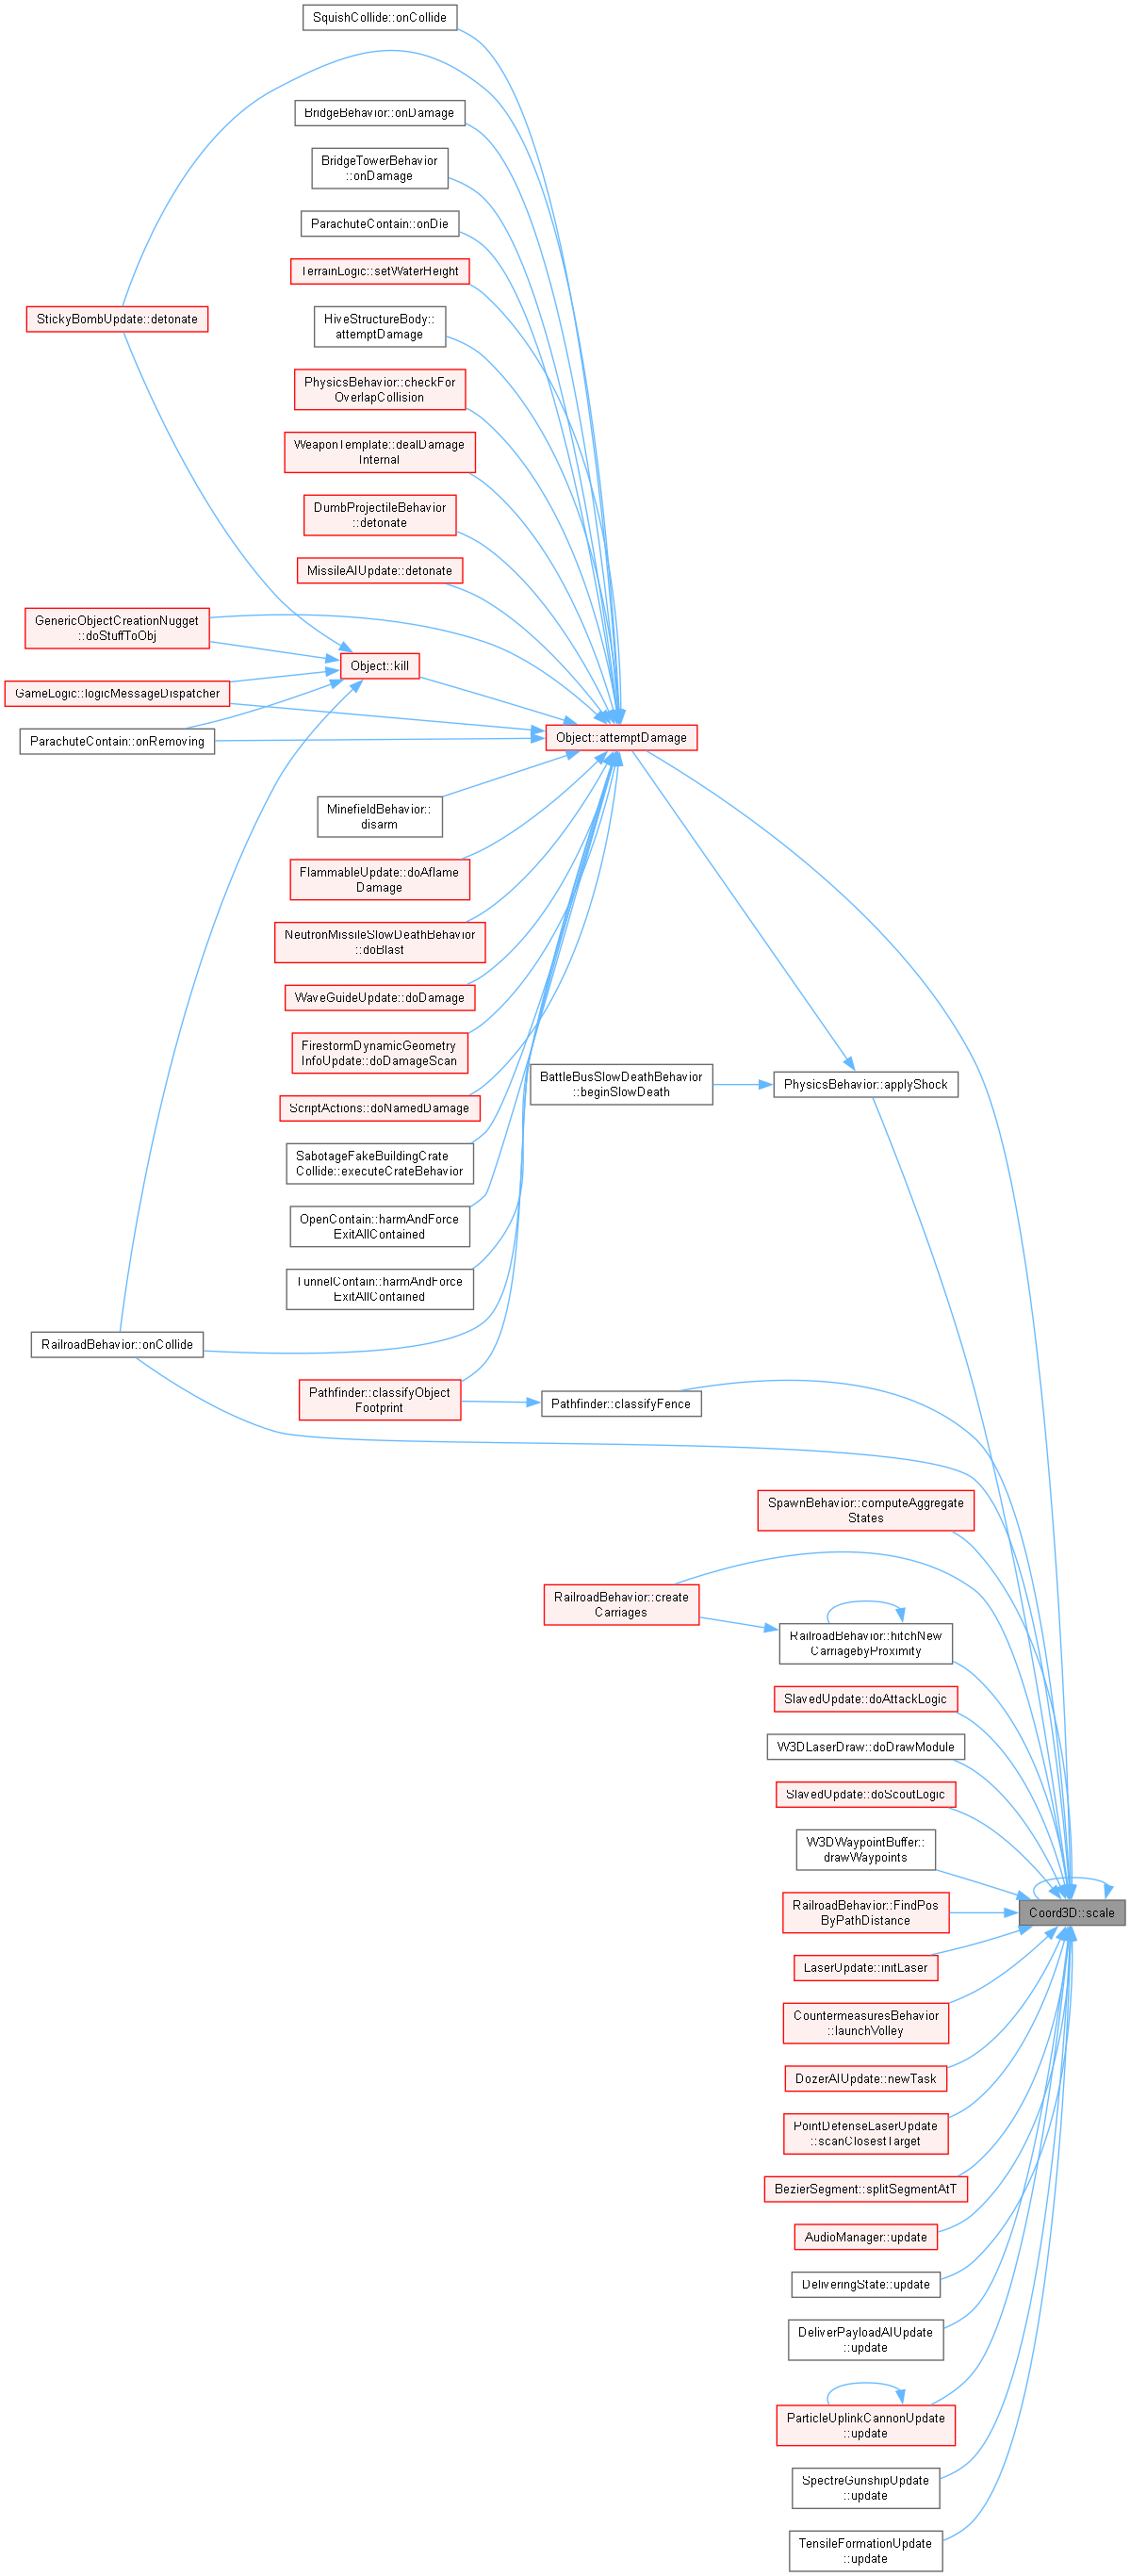 SquishCollide::onCollide
BridgeBehavior::onDamage
BridgeTowerBehavior
::onDamage
ParachuteContain::onDie
TerrainLogic::setWaterHeight
StickyBombUpdate::detonate
HiveStructureBody::
attemptDamage
PhysicsBehavior::checkFor
OverlapCollision
WeaponTemplate::dealDamage
Internal
DumbProjectileBehavior
::detonate
MissileAIUpdate::detonate
GenericObjectCreationNugget
::doStuffToObj
Object::kill
GameLogic::logicMessageDispatcher
ParachuteContain::onRemoving
Object::attemptDamage
MinefieldBehavior::
disarm
FlammableUpdate::doAflame
Damage
NeutronMissileSlowDeathBehavior
::doBlast
WaveGuideUpdate::doDamage
FirestormDynamicGeometry
InfoUpdate::doDamageScan
BattleBusSlowDeathBehavior
::beginSlowDeath
PhysicsBehavior::applyShock
ScriptActions::doNamedDamage
SabotageFakeBuildingCrate
Collide::executeCrateBehavior
OpenContain::harmAndForce
ExitAllContained
TunnelContain::harmAndForce
ExitAllContained
RailroadBehavior::onCollide
Pathfinder::classifyObject
Footprint
Pathfinder::classifyFence
SpawnBehavior::computeAggregate
States
RailroadBehavior::create
Carriages
RailroadBehavior::hitchNew
CarriagebyProximity
SlavedUpdate::doAttackLogic
W3DLaserDraw::doDrawModule
SlavedUpdate::doScoutLogic
W3DWaypointBuffer::
drawWaypoints
RailroadBehavior::FindPos
ByPathDistance
Coord3D::scale
LaserUpdate::initLaser
CountermeasuresBehavior
::launchVolley
DozerAIUpdate::newTask
PointDefenseLaserUpdate
::scanClosestTarget
BezierSegment::splitSegmentAtT
AudioManager::update
DeliveringState::update
DeliverPayloadAIUpdate
::update
ParticleUplinkCannonUpdate
::update
SpectreGunshipUpdate
::update
TensileFormationUpdate
::update